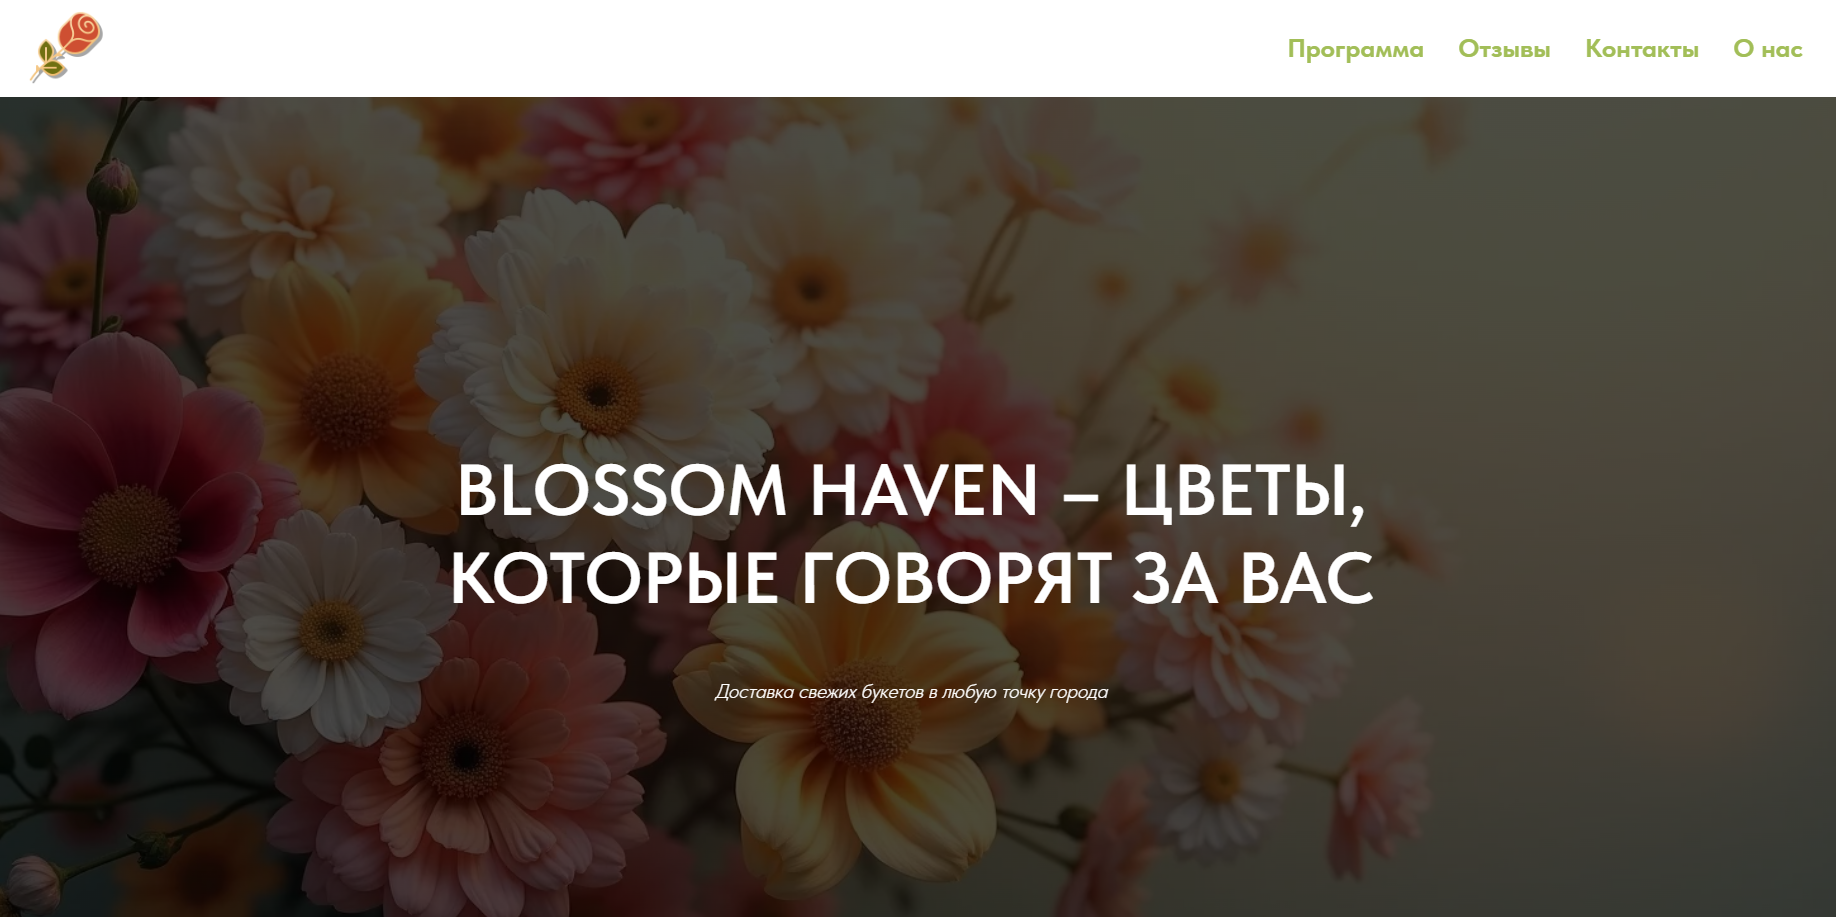 Программа Отзывы Контакты О нас
BLOSSOM HAVEN – ЦВЕТЫ,
КОТОРЫЕ ГОВОРЯТ ЗА ВАС
Доставка свежих букетов в любую точку города